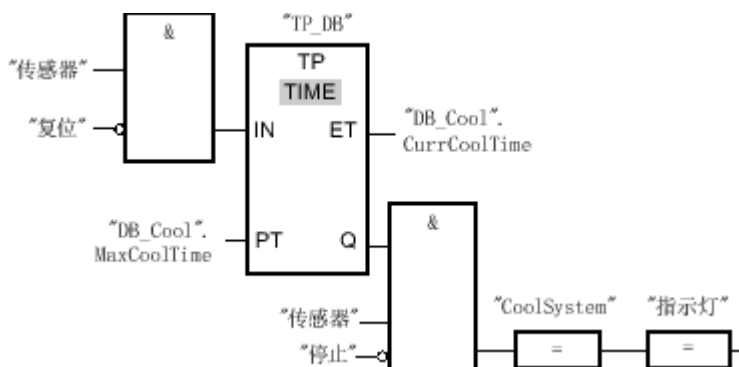 &
"TP_DB"
TP
TIME
"传感器"
"复位"
IN
ET
"DB_Cool".
CurrCoolTime
"DB_Cool".
MaxCoolTime
PT
Q
&
"传感器"
"停止"
"CoolSystem"
=
"指示灯"
=